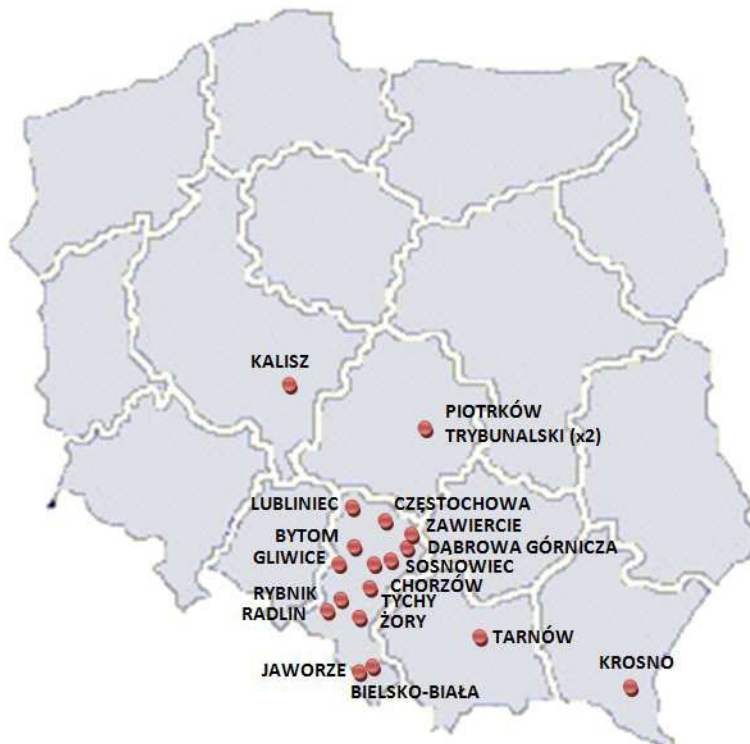 KALISZ
PIOTRKÓW
TRYBUNALSKI (x2)
LUBLINIEC
CZĘSTOCHOWA
ZAWIERCIE
BYTOM
DĄBROWA GÓRNICZA
GLIWICE
SOSNOWIEC
CHORZÓW
RYBNIK
TYCHY
RADLIN
ŻORY
TARNÓW
JAWORZE
KROSNO
BIELSKO-BIAŁA